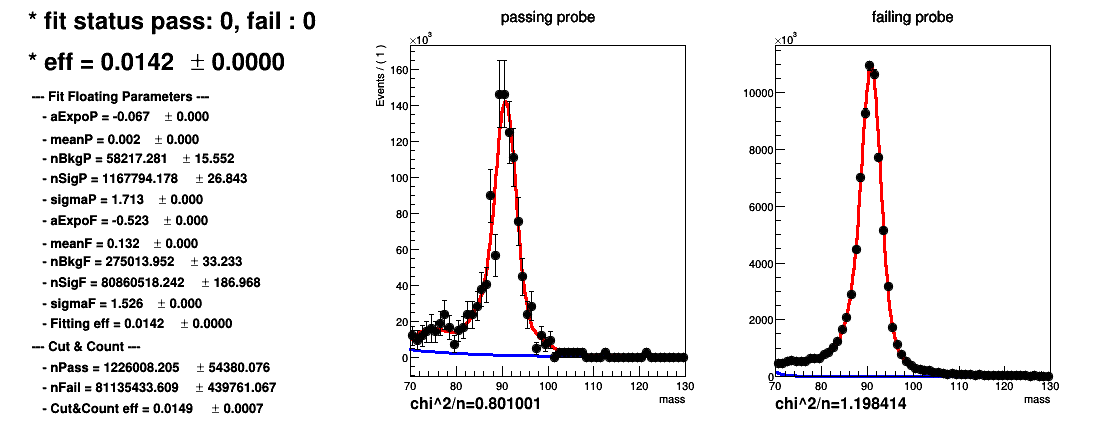 * fit status pass: 0, fail : 0
* eff = 0.0142 ± 0.0000
--- Fit Floating Parameters ---
- aExpoP = -0.067 ± 0.000
- meanP = 0.002 ± 0.000
- nBkgP = 58217.281 ± 15.552
- nSigP = 1167794.178 ± 26.843
- sigmaP = 1.713 ± 0.000
- aExpoF = -0.523 ± 0.000
- meanF = 0.132 ± 0.000
- nBkgF = 275013.952 ± 33.233
- nSigF = 80860518.242 ± 186.968
- sigmaF = 1.526 ± 0.000
- Fitting eff = 0.0142 ± 0.0000
--- Cut & Count ---
- nPass = 1226008.205 ± 54380.076
- nFail = 81135433.609 ± 439761.067
- Cut&Count eff = 0.0149 ± 0.0007
passing probe
×10³
Events / ( 1 )
160
140
120
100
80
60
40
20
0
70 80 90 100 110 120 130
mass
chi^2/n=0.801001
failing probe
×10³
10000
8000
6000
4000
2000
0
70 80 90 100 110 120 130
mass
chi^2/n=1.198414